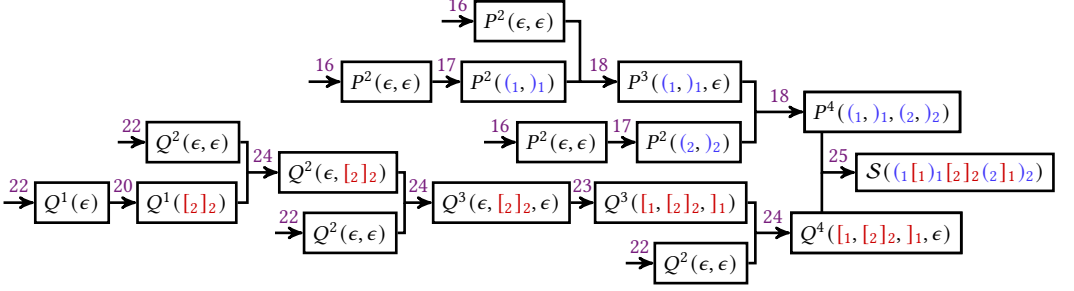 16 P²(ϵ, ϵ)
16 P²(ϵ, ϵ) 17 P²((₁, )₁) 18 P³((₁, )₁, ϵ) 18 P⁴((₁, )₁, (₂, )₂)
16 P²(ϵ, ϵ) 17 P²((₂, )₂)
22 Q²(ϵ, ϵ) 24 Q²(ϵ, [₂]₂) 25 𝒮((₁[₁)₁[₂]₂(₂]₁)₂)
22 Q¹(ϵ) 20 Q¹([₂]₂) 24 Q³(ϵ, [₂]₂, ϵ) 23 Q³([₁, [₂]₂, ]₁) 24 Q⁴([₁, [₂]₂, ]₁, ϵ)
22 Q²(ϵ, ϵ)
22 Q²(ϵ, ϵ)